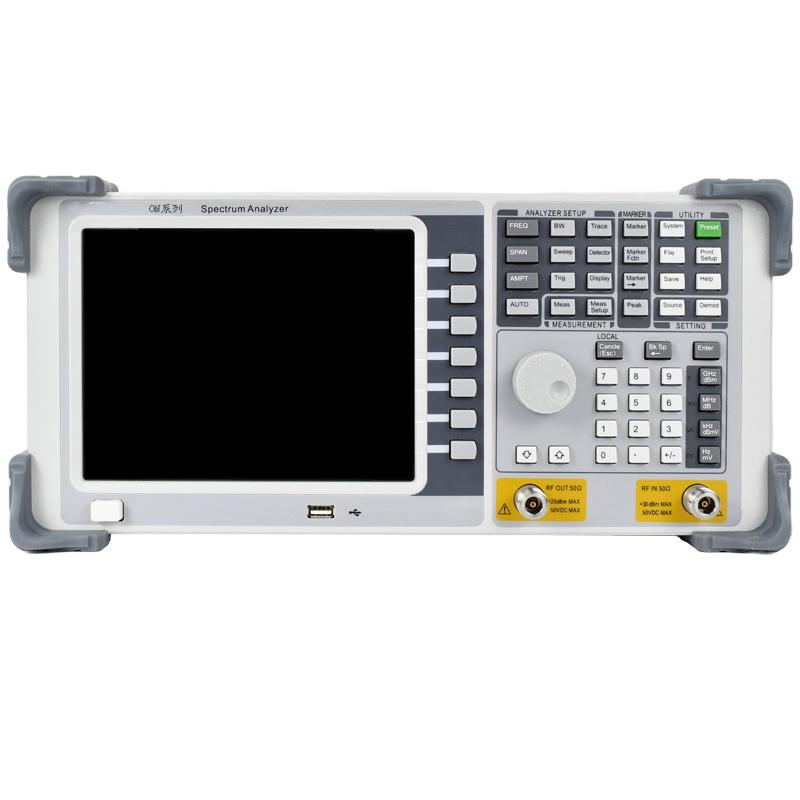 Spectrum Analyzer
ANALYZER SETUP
MARKER
UTILITY
FREQ
BW
Trace
Marker
System
Preset
SPAN
Sweep
Detector
Marker Fctn
File
Print Setup
AMPT
Trig
Display
Marker →
Save
Help
AUTO
Meas
Meas Setup
Peak
Source
Demod
MEASUREMENT
SETTING
LOCAL
Cancle (Esc)
Bk Sp ←
Enter
7
8
9
GHz dBm
4
5
6
MHz dB
1
2
3
kHz dBmV
0
.
+/-
Hz mV
RF OUT 50Ω
+20dBm MAX
50VDC MAX
RF IN 50Ω
+30dBm MAX
50VDC MAX